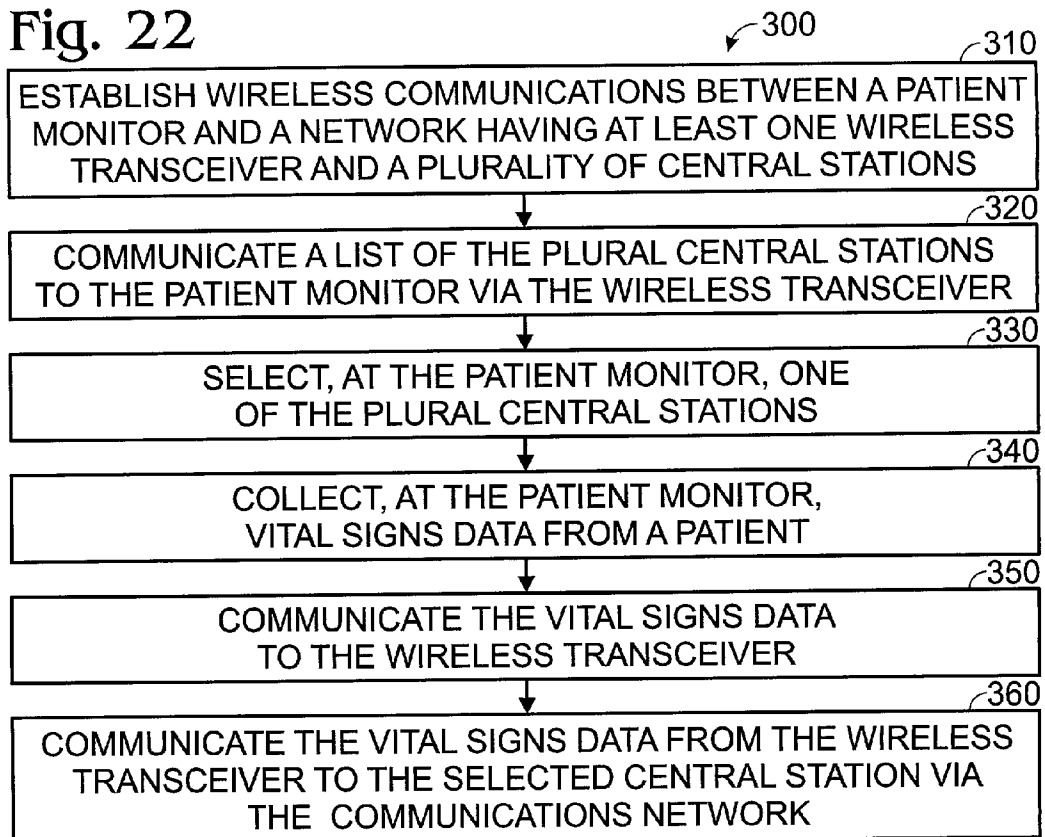 Fig. 22
300
310
ESTABLISH WIRELESS COMMUNICATIONS BETWEEN A PATIENT
MONITOR AND A NETWORK HAVING AT LEAST ONE WIRELESS
TRANSCEIVER AND A PLURALITY OF CENTRAL STATIONS
320
COMMUNICATE A LIST OF THE PLURAL CENTRAL STATIONS
TO THE PATIENT MONITOR VIA THE WIRELESS TRANSCEIVER
330
SELECT, AT THE PATIENT MONITOR, ONE
OF THE PLURAL CENTRAL STATIONS
340
COLLECT, AT THE PATIENT MONITOR,
VITAL SIGNS DATA FROM A PATIENT
350
COMMUNICATE THE VITAL SIGNS DATA
TO THE WIRELESS TRANSCEIVER
360
COMMUNICATE THE VITAL SIGNS DATA FROM THE WIRELESS
TRANSCEIVER TO THE SELECTED CENTRAL STATION VIA
THE COMMUNICATIONS NETWORK